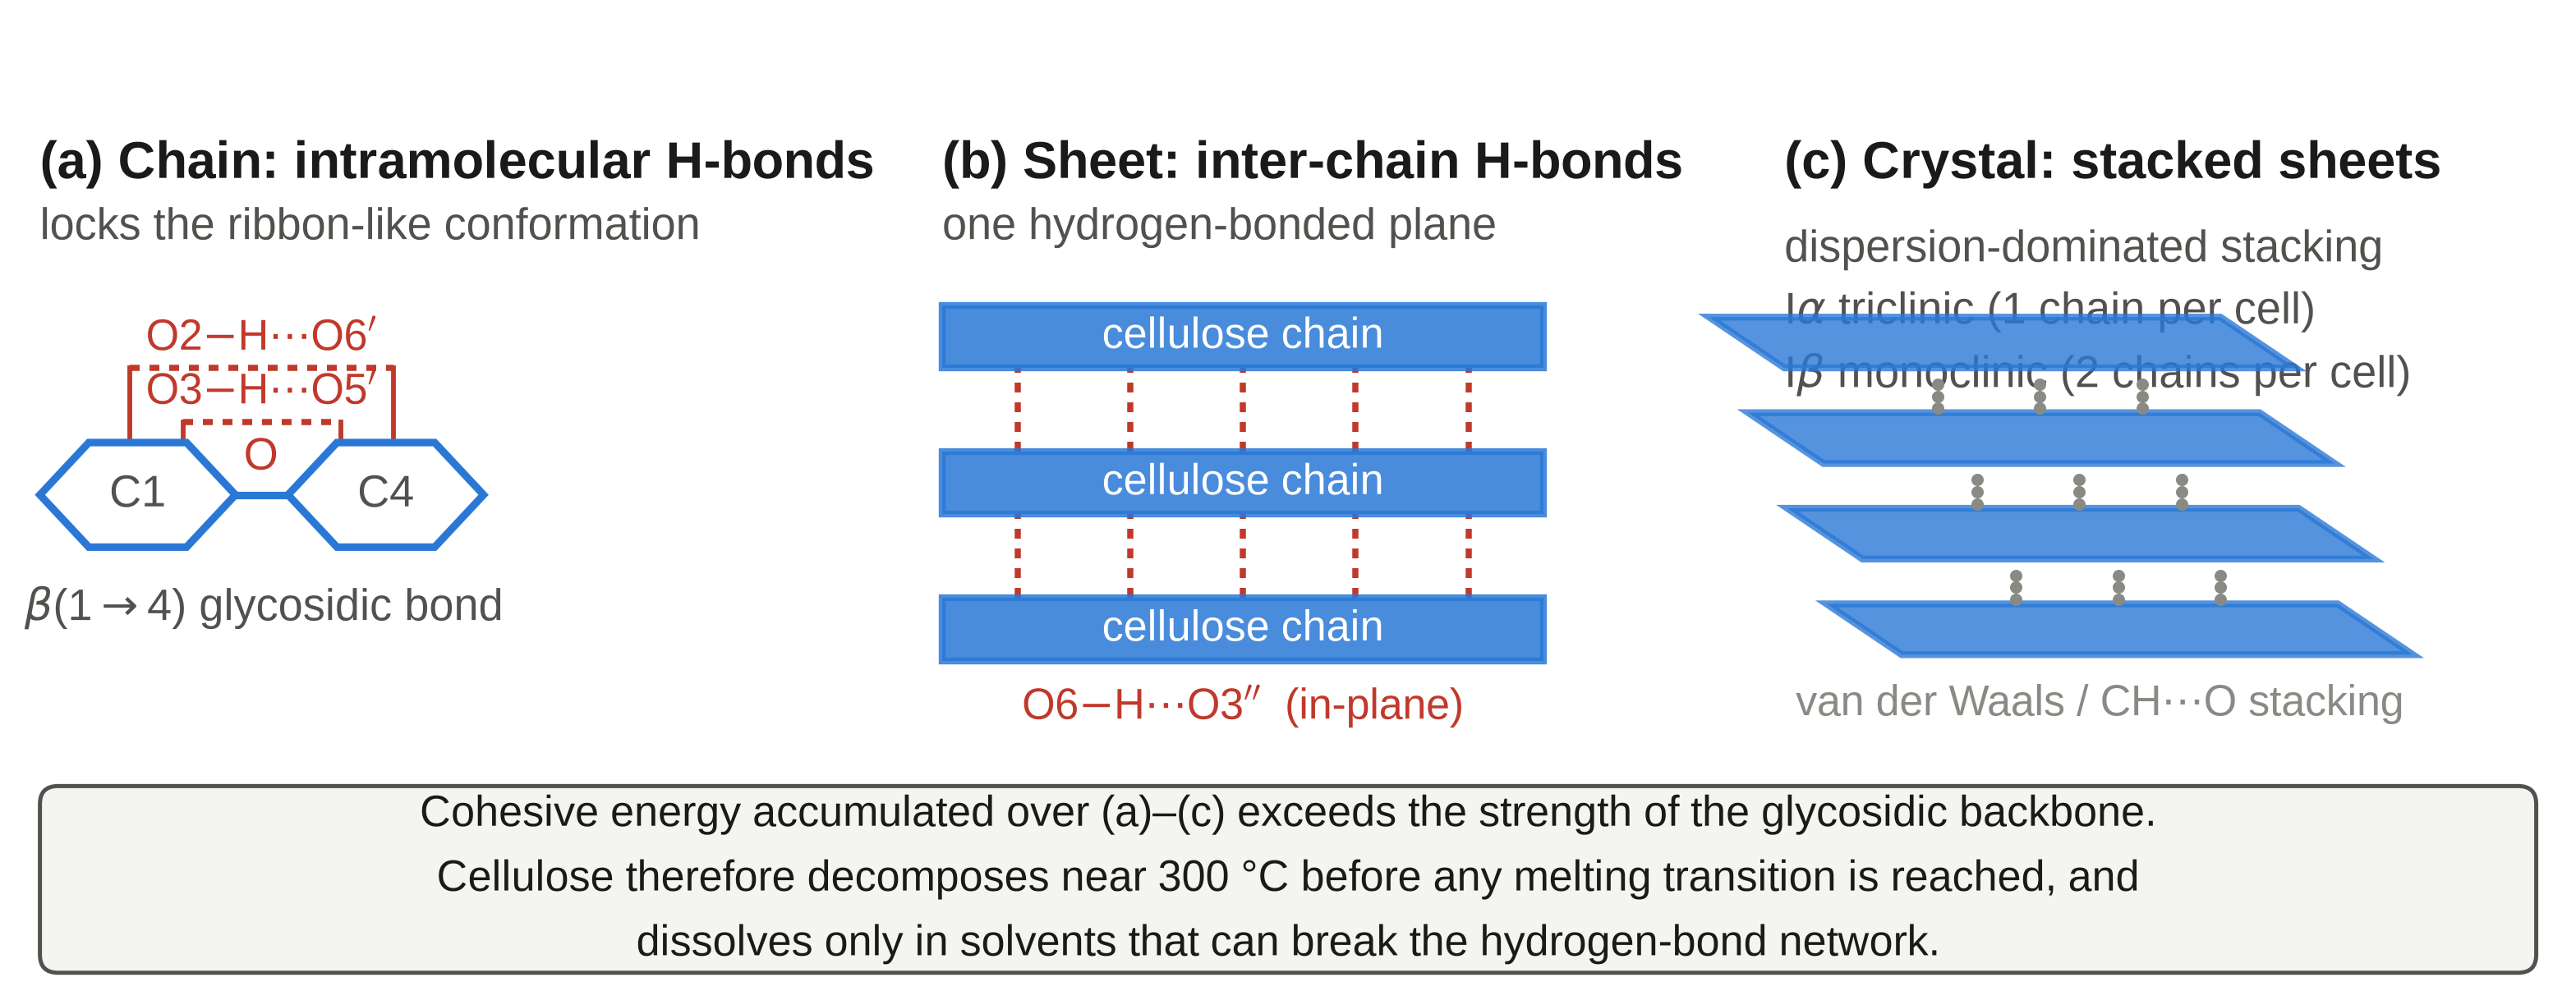 (a) Chain: intramolecular H-bonds
locks the ribbon-like conformation
O2−H⋯O6′
O3−H⋯O5′
O
C1
C4
β(1→4) glycosidic bond
(b) Sheet: inter-chain H-bonds
one hydrogen-bonded plane
cellulose chain
cellulose chain
cellulose chain
O6−H⋯O3″ (in-plane)
(c) Crystal: stacked sheets
dispersion-dominated stacking
Iα triclinic (1 chain per cell)
Iβ monoclinic (2 chains per cell)
van der Waals / CH⋯O stacking
Cohesive energy accumulated over (a)–(c) exceeds the strength of the glycosidic backbone.
Cellulose therefore decomposes near 300 °C before any melting transition is reached, and
dissolves only in solvents that can break the hydrogen-bond network.